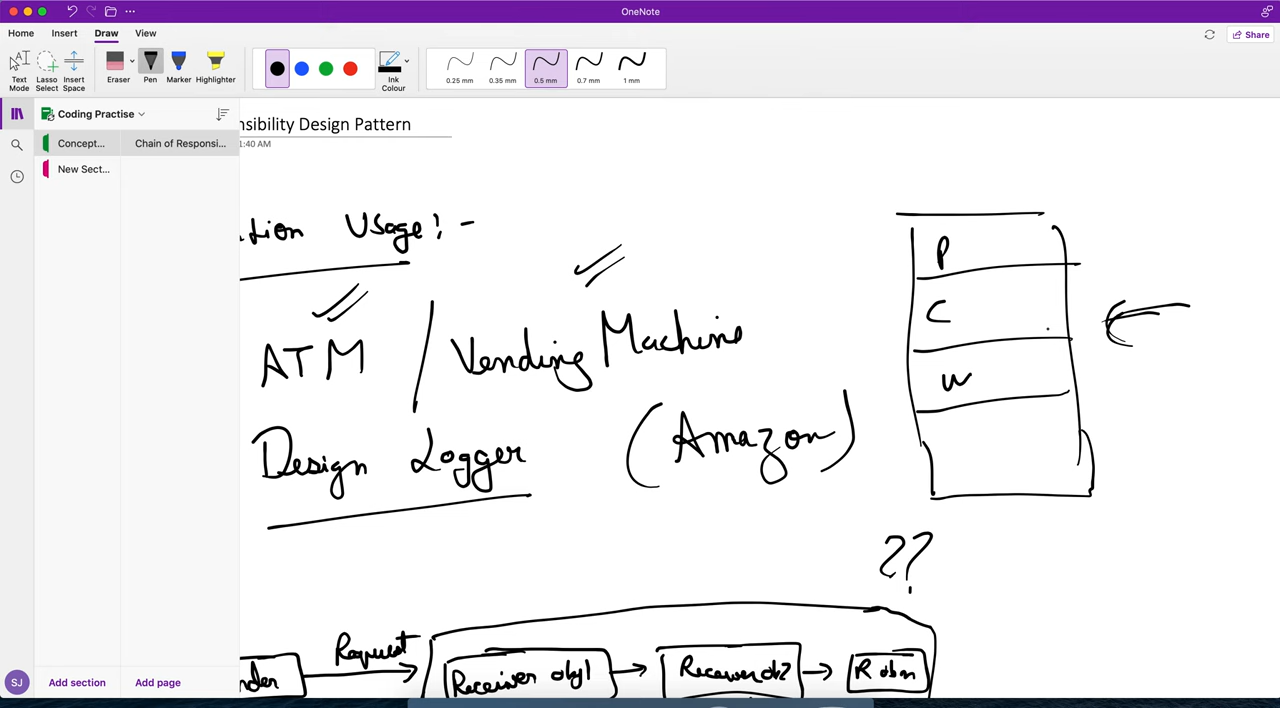 OneNote
Home Insert Draw View
Share
Text Mode
Lasso Select
Insert Space
Eraser
Pen
Marker
Highlighter
Ink Colour
0.25 mm
0.35 mm
0.5 mm
0.7 mm
1 mm
Coding Practise
nsibility Design Pattern
1:40 AM
Concept...
Chain of Responsi...
New Sect...
ation Usage:-
ATM / Vending Machine
Design Logger (Amazon)
P
C
W
??
nder
Request
Receiver obj1
Receiver obj2
R objn
SJ
Add section
Add page